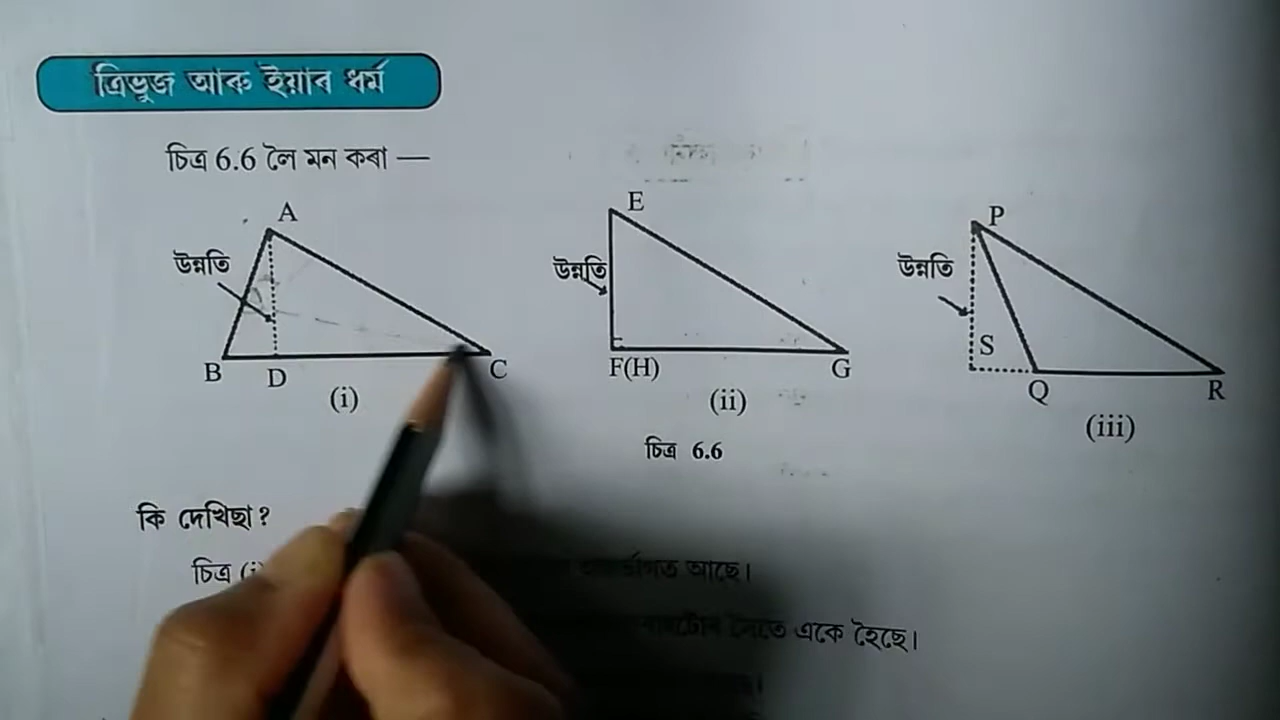 ত্ৰিভূজ আৰু ইয়াৰ ধৰ্ম
চিত্ৰ 6.6 লৈ মন কৰা —
A
উন্নতি
B
D
C
(i)
E
উন্নতি
F(H)
G
(ii)
P
উন্নতি
S
Q
R
(iii)
চিত্ৰ 6.6
কি দেখিছা?
চিত্ৰ (i) আছে।
সৈতে একে হৈছে।